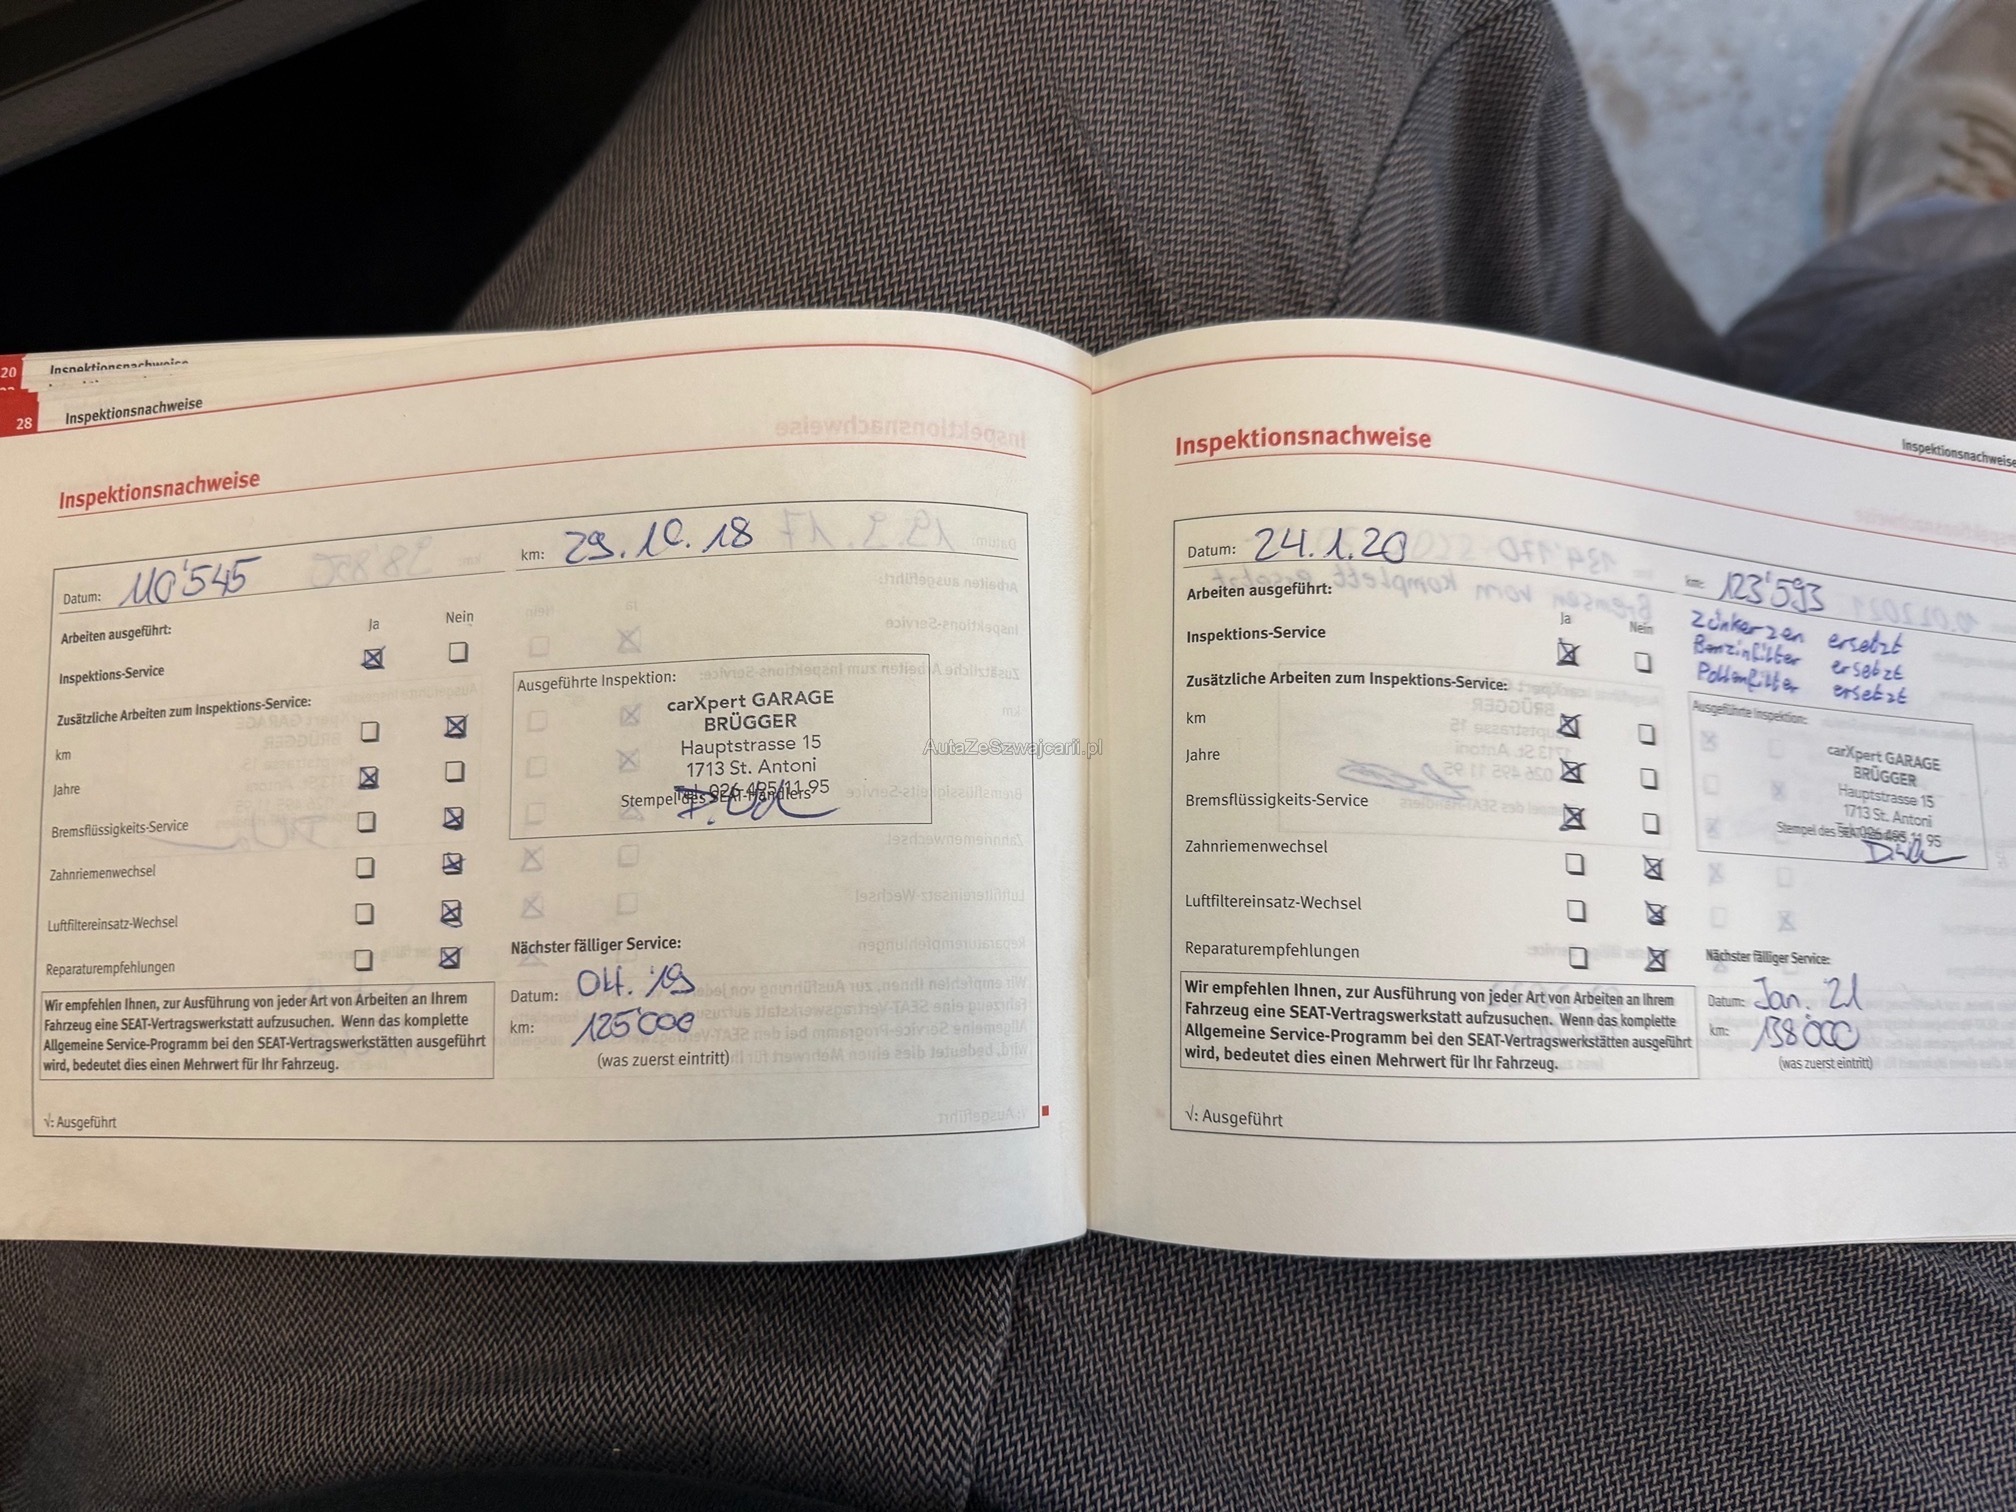 20 Inspektionsnachweise
28 Inspektionsnachweise
Inspektionsnachweise
Datum: 110'545 km: 29.10.18
Arbeiten ausgeführt: Ja Nein
Inspektions-Service
Zusätzliche Arbeiten zum Inspektions-Service:
km
Jahre
Bremsflüssigkeits-Service
Zahnriemenwechsel
Luftfiltereinsatz-Wechsel
Reparaturempfehlungen
Wir empfehlen Ihnen, zur Ausführung von jeder Art von Arbeiten an Ihrem
Fahrzeug eine SEAT-Vertragswerkstatt aufzusuchen. Wenn das komplette
Allgemeine Service-Programm bei den SEAT-Vertragswerkstätten ausgeführt
wird, bedeutet dies einen Mehrwert für Ihr Fahrzeug.
√: Ausgeführt
Ausgeführte Inspektion:
carXpert GARAGE
BRÜGGER
Hauptstrasse 15
1713 St. Antoni
Tel. 026 495 11 95
Stempel des SEAT-Händlers
Nächster fälliger Service:
Datum: Okt. '19
km: 125'000
(was zuerst eintritt)
AutaZeSzwajcarii.pl
Inspektionsnachweise
Inspektionsnachweise
Datum: 24.1.20 km: 123'593
Arbeiten ausgeführt: Ja Nein
Inspektions-Service
Zusätzliche Arbeiten zum Inspektions-Service:
km
Jahre
Bremsflüssigkeits-Service
Zahnriemenwechsel
Luftfiltereinsatz-Wechsel
Reparaturempfehlungen
Wir empfehlen Ihnen, zur Ausführung von jeder Art von Arbeiten an Ihrem
Fahrzeug eine SEAT-Vertragswerkstatt aufzusuchen. Wenn das komplette
Allgemeine Service-Programm bei den SEAT-Vertragswerkstätten ausgeführt
wird, bedeutet dies einen Mehrwert für Ihr Fahrzeug.
√: Ausgeführt
Zünkerzen ersetzt
Benzinfilter ersetzt
Pollenfilter ersetzt
Ausgeführte Inspektion:
carXpert GARAGE
BRÜGGER
Hauptstrasse 15
1713 St. Antoni
Stempel des
Nächster fälliger Service:
Datum: Jan. 21
km: 138'000
(was zuerst eintritt)